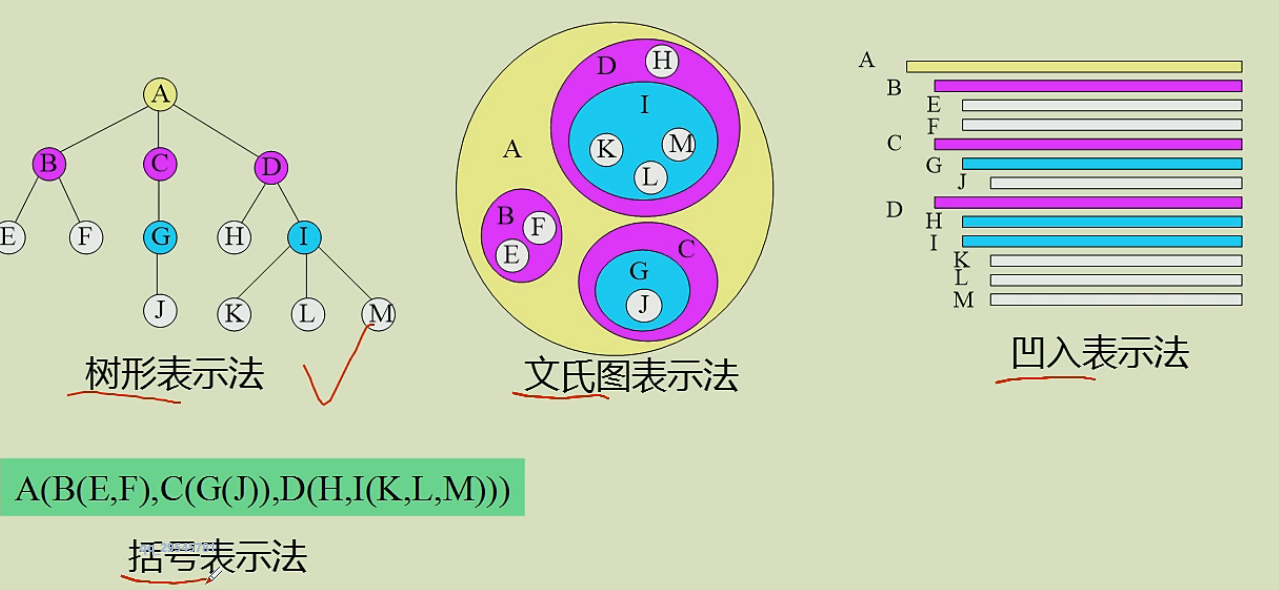 A
B C D
E F G H I
J K L M
树形表示法
D H
I
K M
L
A
B F
E
C
G
J
文氏图表示法
A
B
E
F
C
G
J
D
H
I
K
L
M
凹入表示法
A(B(E,F),C(G(J)),D(H,I(K,L,M)))
括号表示法